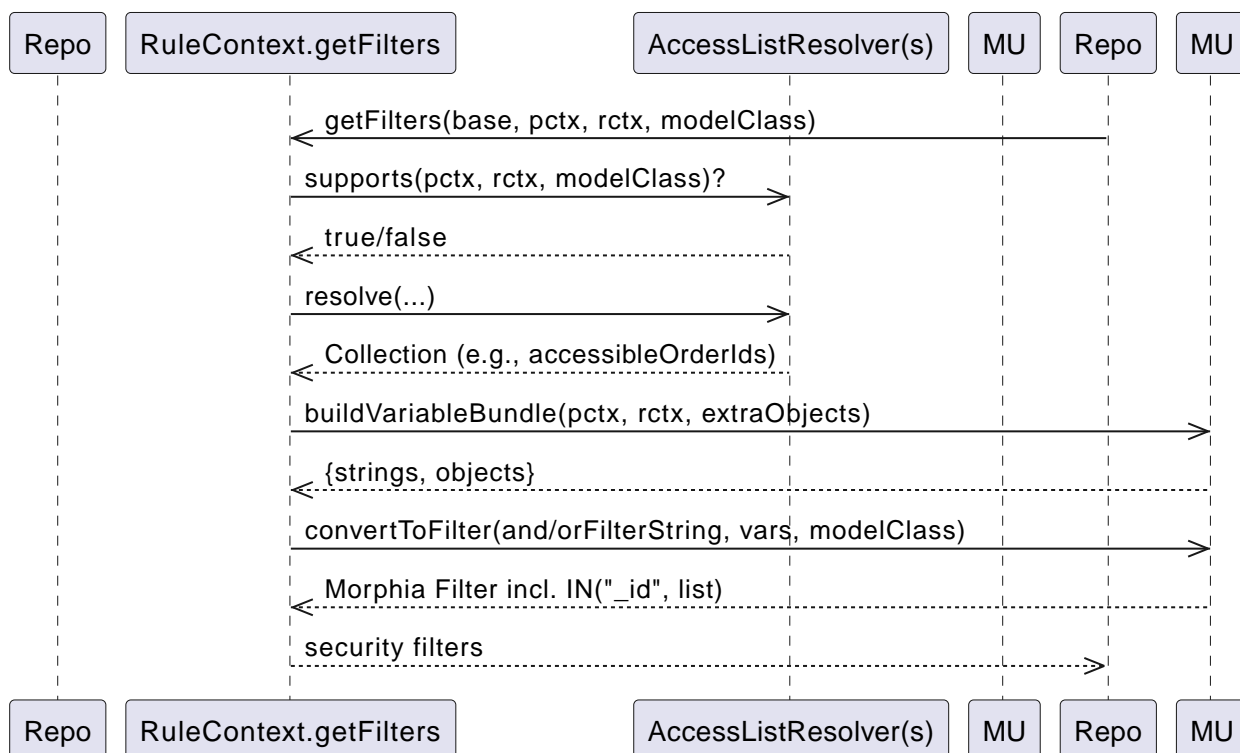 Repo
RuleContext.getFilters
AccessListResolver(s)
MU
Repo
MU
getFilters(base, pctx, rctx, modelClass)
supports(pctx, rctx, modelClass)?
true/false
resolve(...)
Collection (e.g., accessibleOrderIds)
buildVariableBundle(pctx, rctx, extraObjects)
{strings, objects}
convertToFilter(and/orFilterString, vars, modelClass)
Morphia Filter incl. IN("_id", list)
security filters
Repo
RuleContext.getFilters
AccessListResolver(s)
MU
Repo
MU